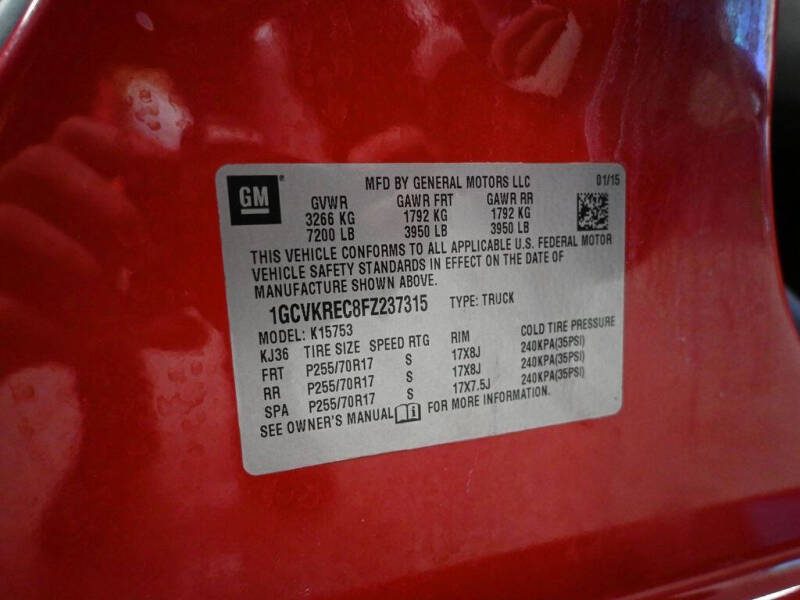 GM
MFD BY GENERAL MOTORS LLC 01/15
GVWR GAWR FRT GAWR RR
3266 KG 1792 KG 1792 KG
7200 LB 3950 LB 3950 LB
THIS VEHICLE CONFORMS TO ALL APPLICABLE U.S. FEDERAL MOTOR
VEHICLE SAFETY STANDARDS IN EFFECT ON THE DATE OF
MANUFACTURE SHOWN ABOVE.
1GCVKREC8FZ237315 TYPE: TRUCK
MODEL: K15753
KJ36 TIRE SIZE SPEED RTG RIM COLD TIRE PRESSURE
FRT P255/70R17 S 17X8J 240KPA(35PSI)
RR P255/70R17 S 17X8J 240KPA(35PSI)
SPA P255/70R17 S 17X7.5J 240KPA(35PSI)
SEE OWNER'S MANUAL FOR MORE INFORMATION.